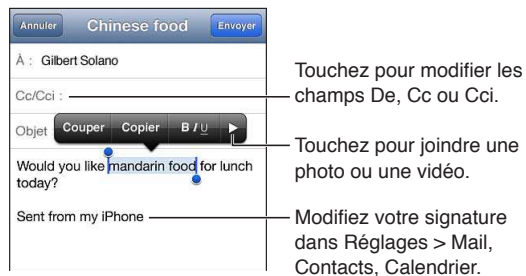 Annuler Chinese food Envoyer
À : Gilbert Solano
Cc/Cci :
Objet Couper Copier B I U
Would you like mandarin food for lunch
today?
Sent from my iPhone
Touchez pour modifier les
champs De, Cc ou Cci.
Touchez pour joindre une
photo ou une vidéo.
Modifiez votre signature
dans Réglages > Mail,
Contacts, Calendrier.